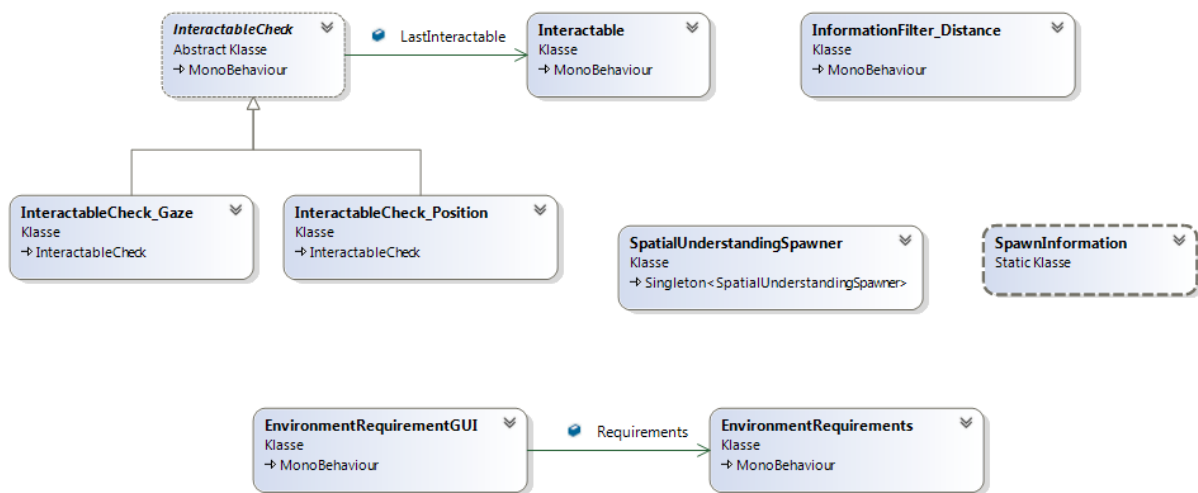 InteractableCheck
Abstract Klasse
→ MonoBehaviour
LastInteractable
Interactable
Klasse
→ MonoBehaviour
InformationFilter_Distance
Klasse
→ MonoBehaviour
InteractableCheck_Gaze
Klasse
→ InteractableCheck
InteractableCheck_Position
Klasse
→ InteractableCheck
SpatialUnderstandingSpawner
Klasse
→ Singleton<SpatialUnderstandingSpawner>
SpawnInformation
Static Klasse
EnvironmentRequirementGUI
Klasse
→ MonoBehaviour
Requirements
EnvironmentRequirements
Klasse
→ MonoBehaviour